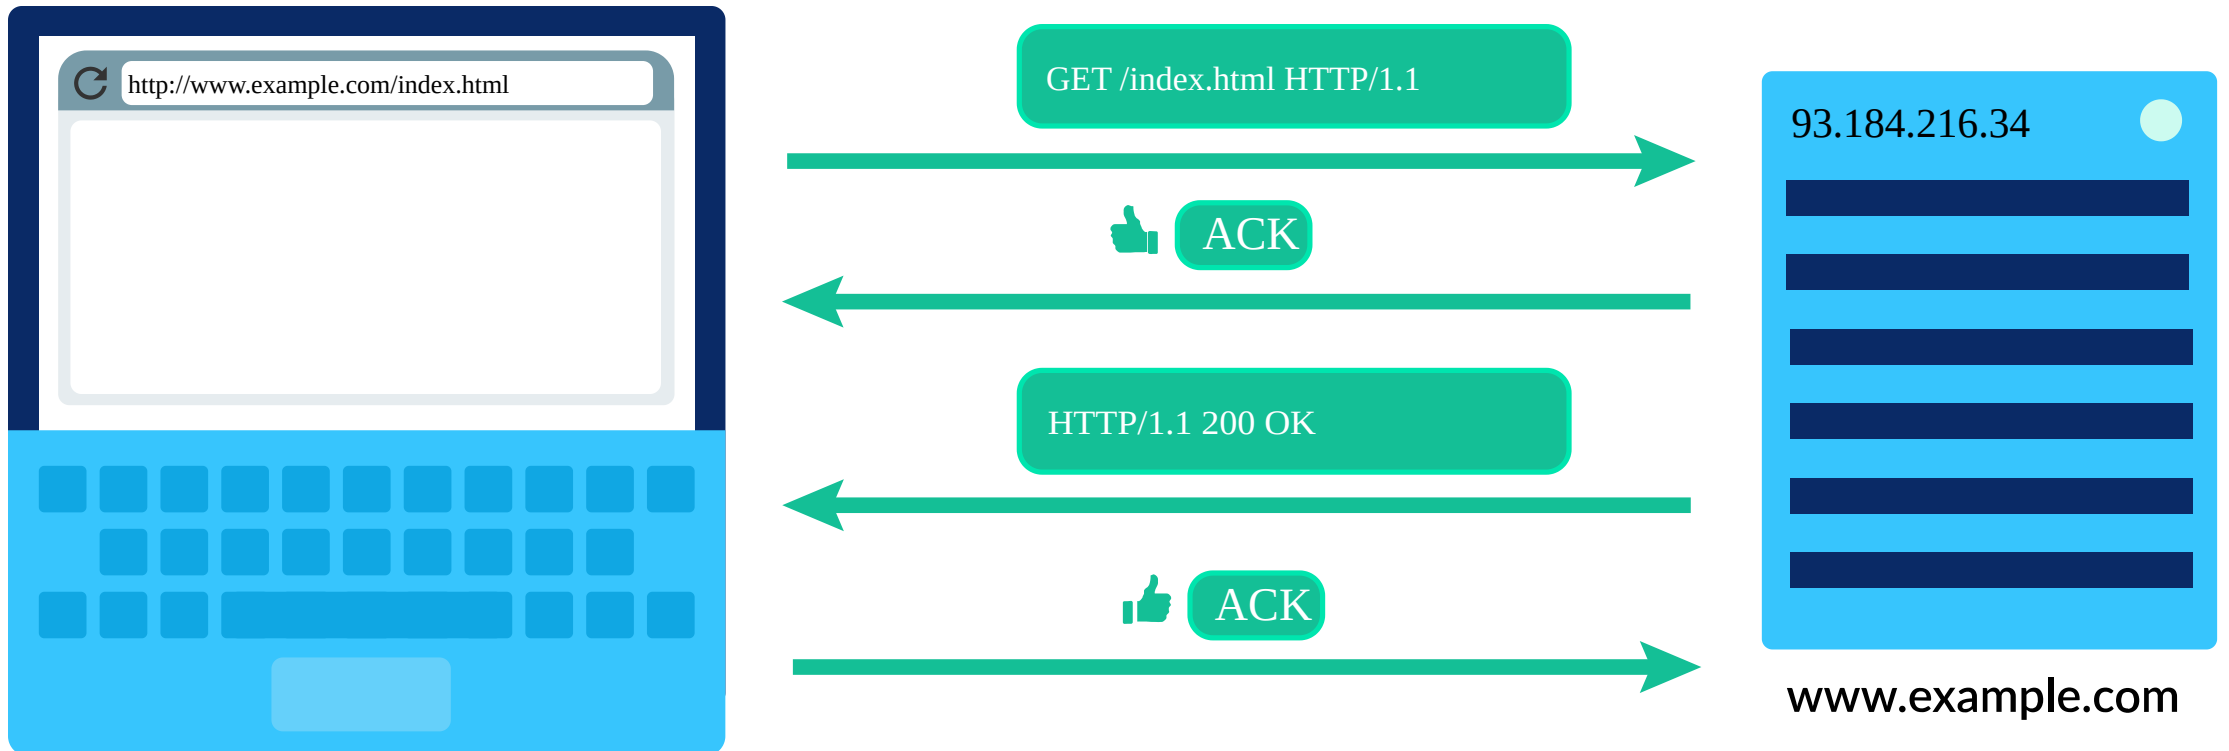 http://www.example.com/index.html
GET /index.html HTTP/1.1
ACK
HTTP/1.1 200 OK
ACK
93.184.216.34
www.example.com